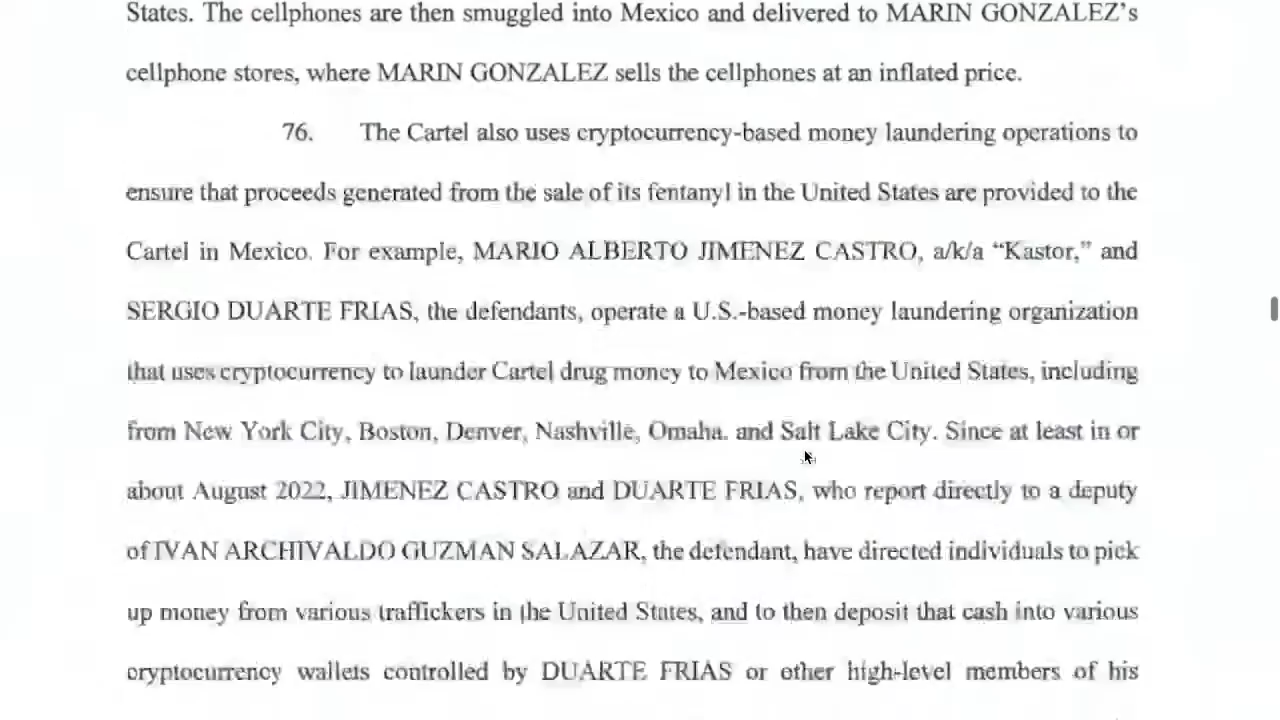 States. The cellphones are then smuggled into Mexico and delivered to MARIN GONZALEZ's
cellphone stores, where MARIN GONZALEZ sells the cellphones at an inflated price.
76. The Cartel also uses cryptocurrency-based money laundering operations to
ensure that proceeds generated from the sale of its fentanyl in the United States are provided to the
Cartel in Mexico. For example, MARIO ALBERTO JIMENEZ CASTRO, a/k/a “Kastor,” and
SERGIO DUARTE FRIAS, the defendants, operate a U.S.-based money laundering organization
that uses cryptocurrency to launder Cartel drug money to Mexico from the United States, including
from New York City, Boston, Denver, Nashville, Omaha, and Salt Lake City. Since at least in or
about August 2022, JIMENEZ CASTRO and DUARTE FRIAS, who report directly to a deputy
of IVAN ARCHIVALDO GUZMAN SALAZAR, the defendant, have directed individuals to pick
up money from various traffickers in the United States, and to then deposit that cash into various
cryptocurrency wallets controlled by DUARTE FRIAS or other high-level members of his